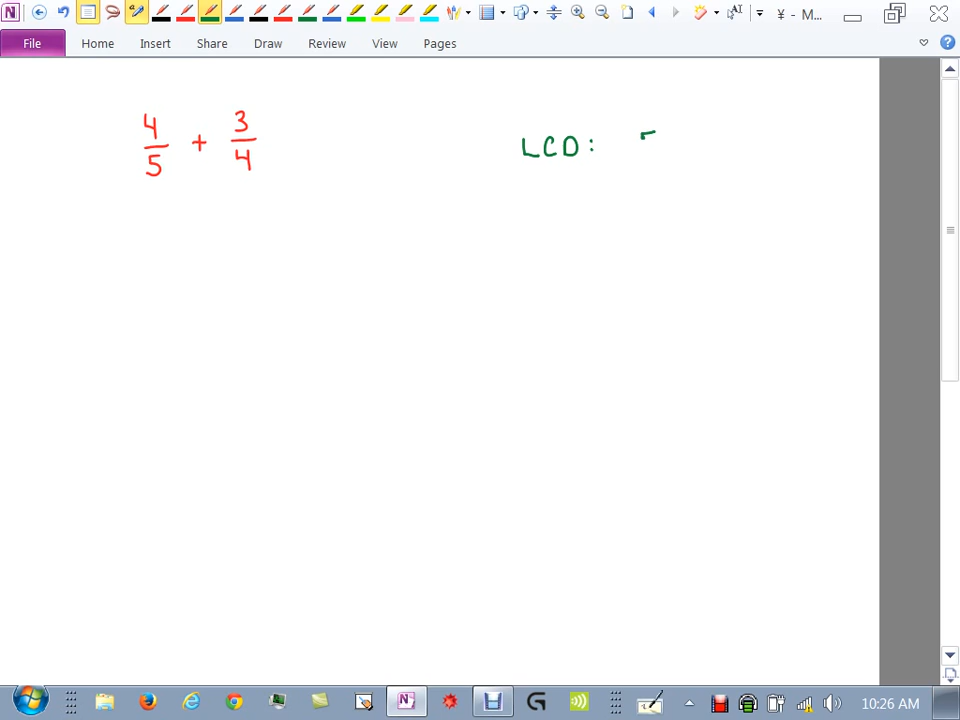 ¥ - M...
File Home Insert Share Draw Review View Pages
4/5 + 3/4
LCD:
10:26 AM